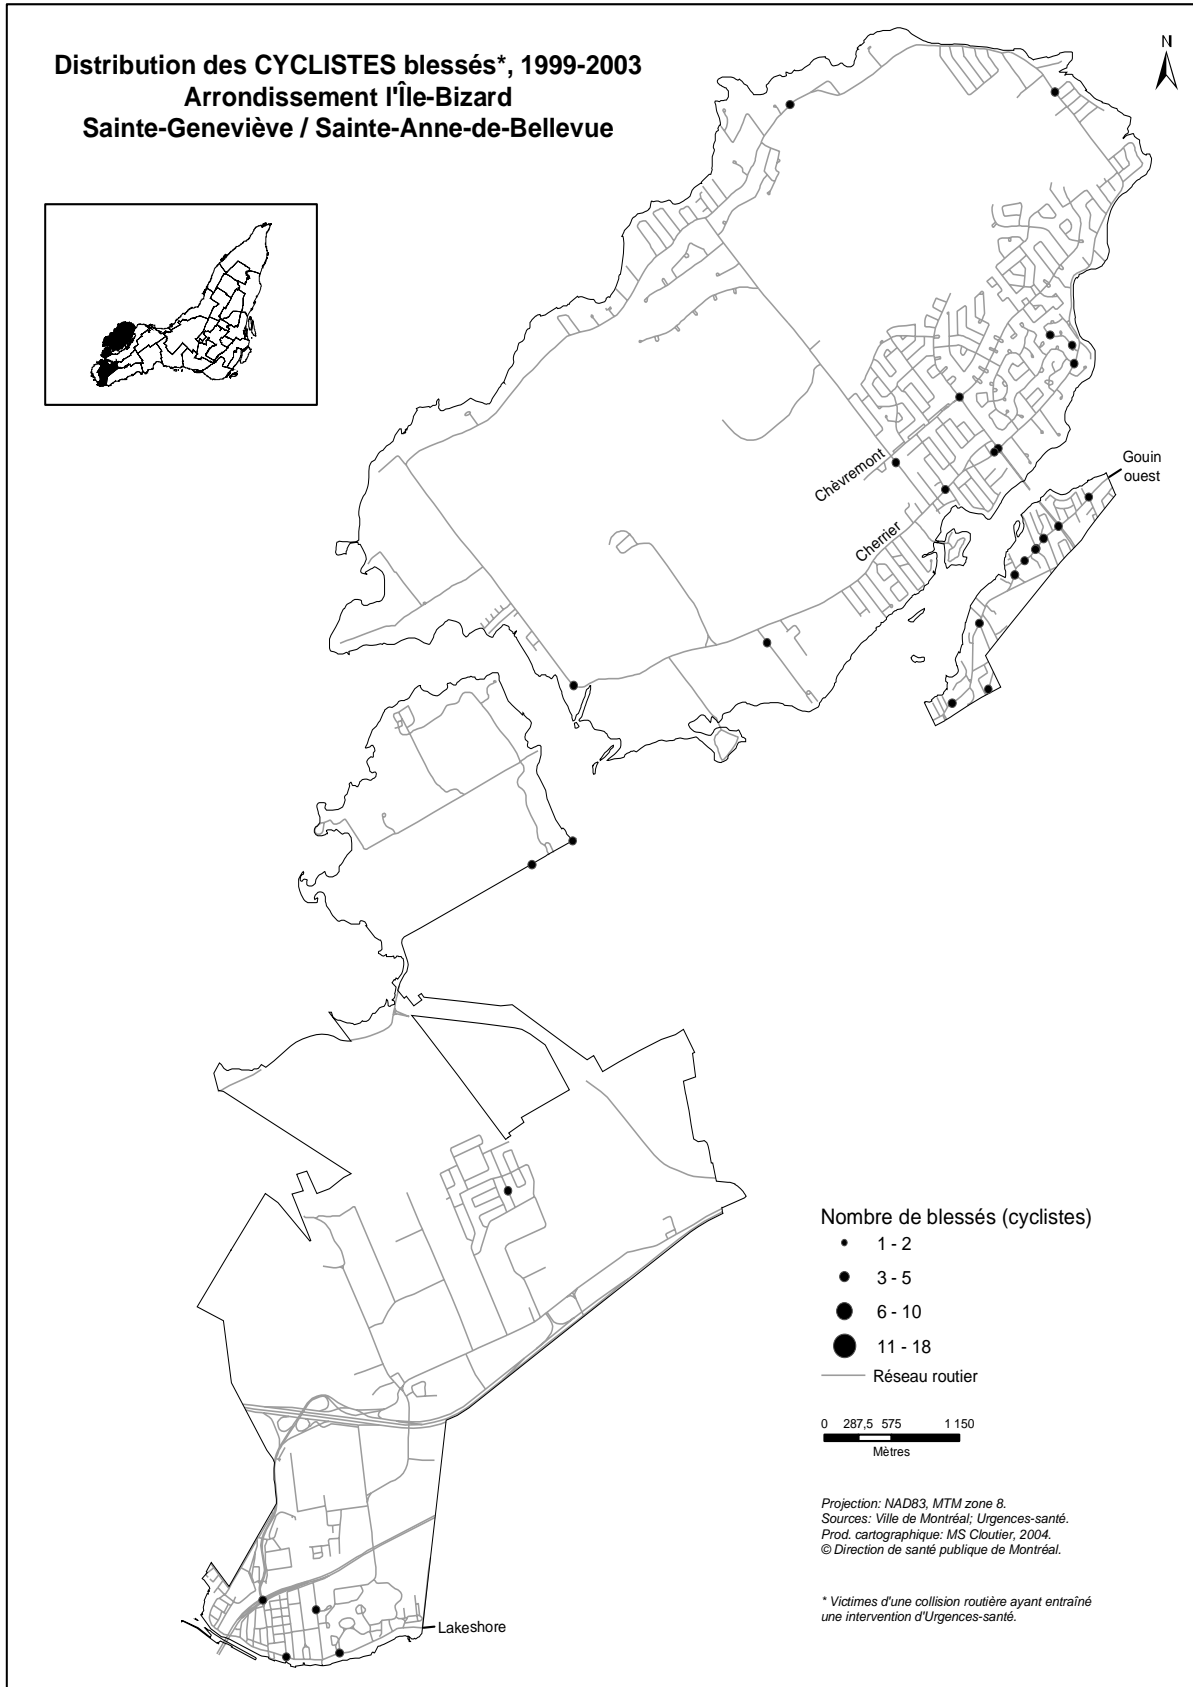 Distribution des CYCLISTES blessés*, 1999-2003
Arrondissement l'Île-Bizard
Sainte-Geneviève / Sainte-Anne-de-Bellevue
N
Gouin
ouest
Chèvremont
Cherrier
Nombre de blessés (cyclistes)
1 - 2
3 - 5
6 - 10
11 - 18
Réseau routier
0 287,5 575 1 150
Mètres
Projection: NAD83, MTM zone 8.
Sources: Ville de Montréal; Urgences-santé.
Prod. cartographique: MS Cloutier, 2004.
© Direction de santé publique de Montréal.
* Victimes d'une collision routière ayant entraîné
une intervention d'Urgences-santé.
Lakeshore